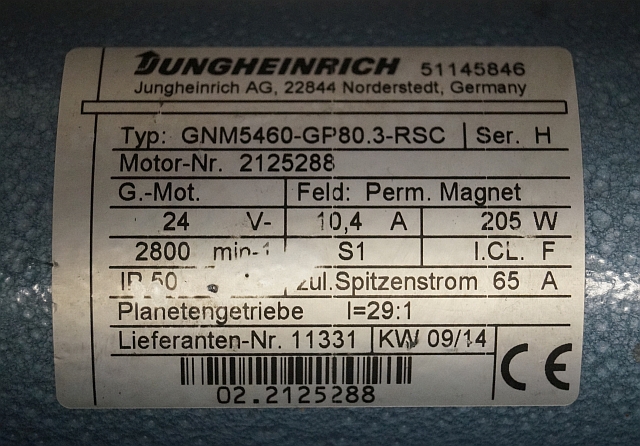 JUNGHEINRICH 51145846
Jungheinrich AG, 22844 Norderstedt, Germany
Typ: GNM5460-GP80.3-RSC Ser. H
Motor-Nr. 2125288
G.-Mot. Feld: Perm. Magnet
24 V- 10,4 A 205 W
2800 min-1 S1 I.CL. F
IP 50 zul.Spitzenstrom 65 A
Planetengetriebe I=29:1
Lieferanten-Nr. 11331 KW 09/14
CE
02.2125288